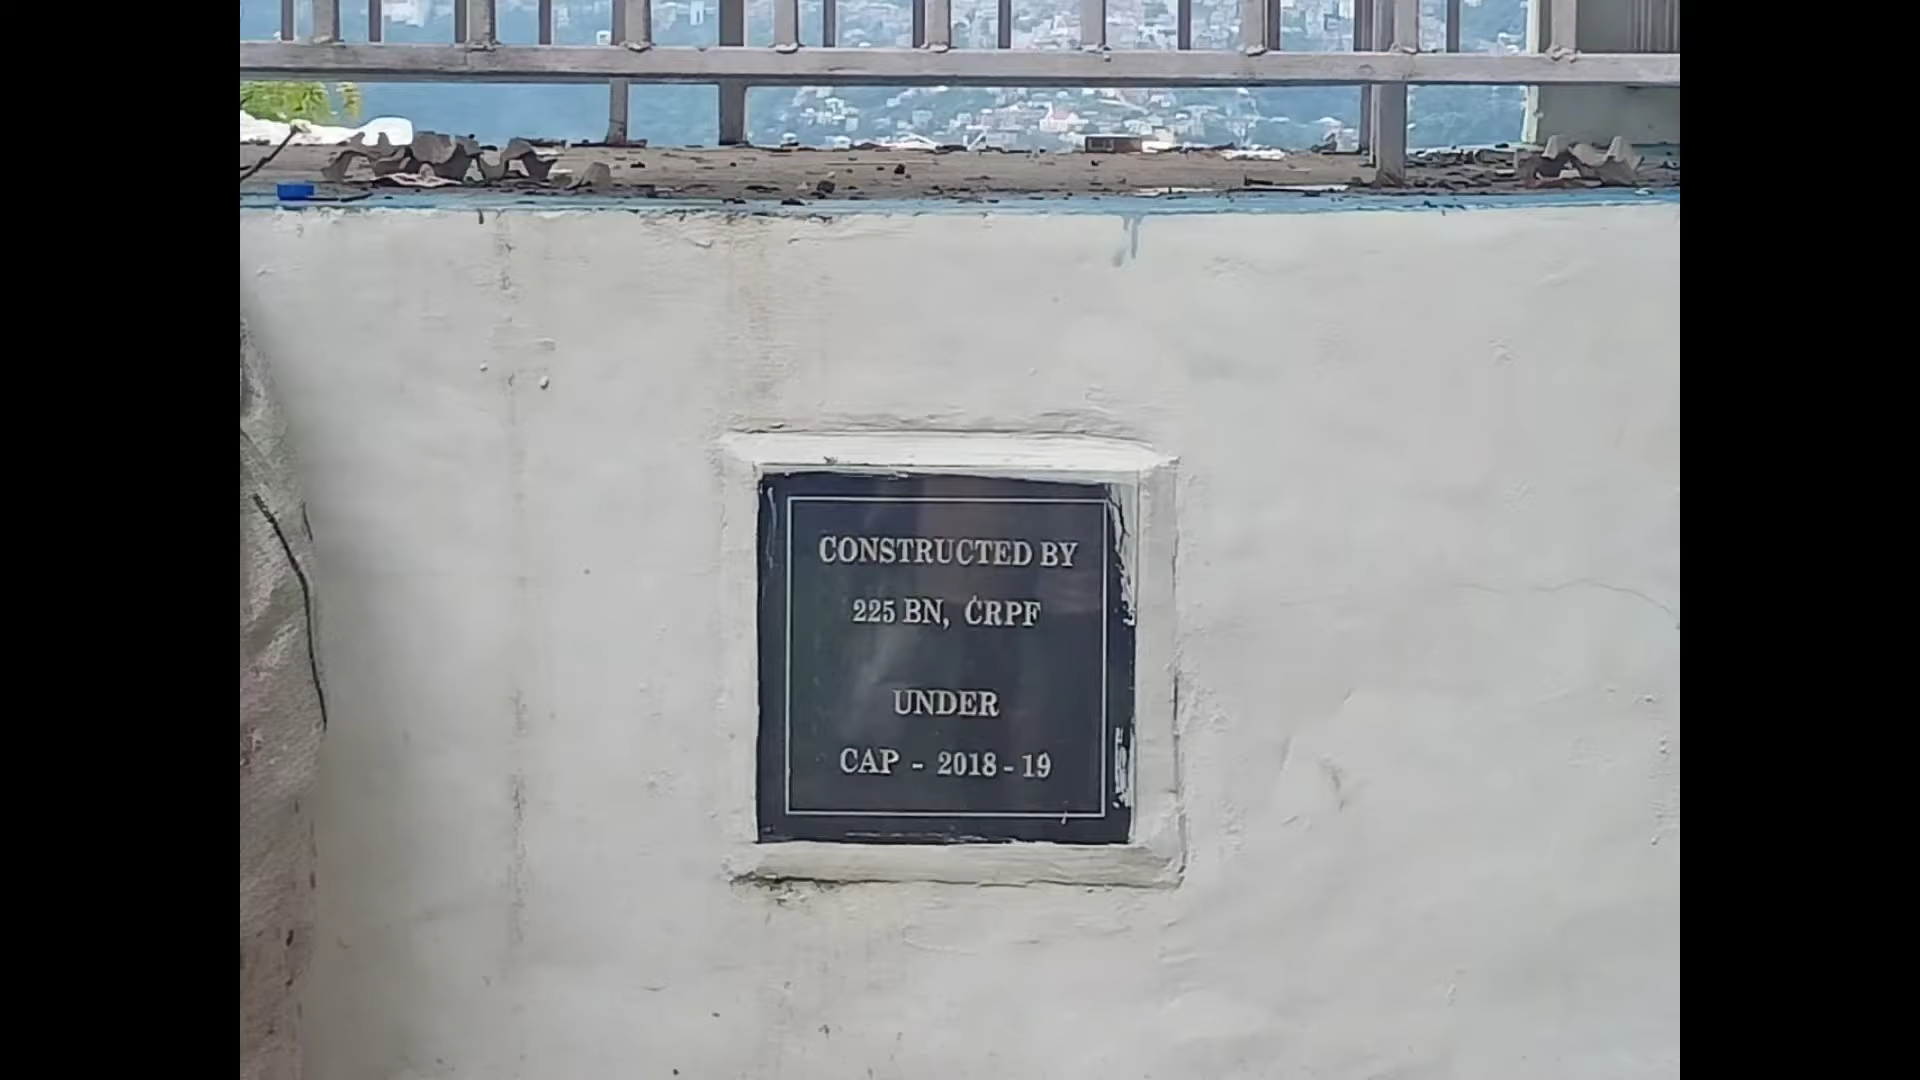 CONSTRUCTED BY
225 BN, CRPF
UNDER
CAP - 2018 - 19